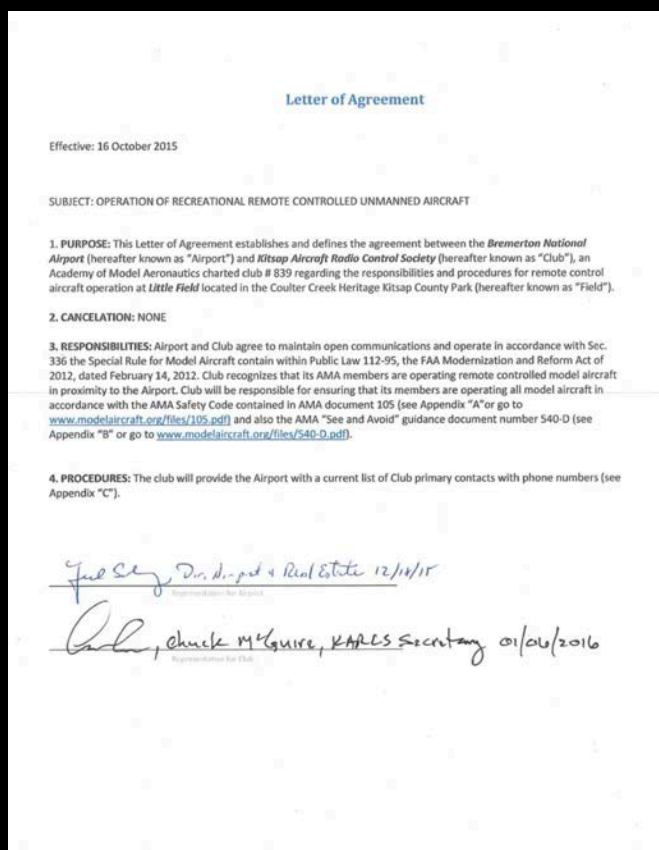 Letter of Agreement
Effective: 16 October 2015
SUBJECT: OPERATION OF RECREATIONAL REMOTE CONTROLLED UNMANNED AIRCRAFT
1. PURPOSE: This Letter of Agreement establishes and defines the agreement between the Bremerton National
Airport (hereafter known as "Airport") and Kitsap Aircraft Radio Control Society (hereafter known as "Club"), an
Academy of Model Aeronautics charted club # 839 regarding the responsibilities and procedures for remote control
aircraft operation at Little Field located in the Coulter Creek Heritage Kitsap County Park (hereafter known as "Field").
2. CANCELATION: NONE
3. RESPONSIBILITIES: Airport and Club agree to maintain open communications and operate in accordance with Sec.
336 the Special Rule for Model Aircraft contain within Public Law 112-95, the FAA Modernization and Reform Act of
2012, dated February 14, 2012. Club recognizes that its AMA members are operating remote controlled model aircraft
in proximity to the Airport. Club will be responsible for ensuring that its members are operating all model aircraft in
accordance with the AMA Safety Code contained in AMA document 105 (see Appendix "A"or go to
www.modelaircraft.org/files/105.pdf) and also the AMA "See and Avoid" guidance document number 540-D (see
Appendix "B" or go to www.modelaircraft.org/files/540-D.pdf).
4. PROCEDURES: The club will provide the Airport with a current list of Club primary contacts with phone numbers (see
Appendix "C").
Dir. Airport & Real Estate
Representation for Airport
, Chuck McGuire, KARCS Secretary 01/06/2016
Representation for Club